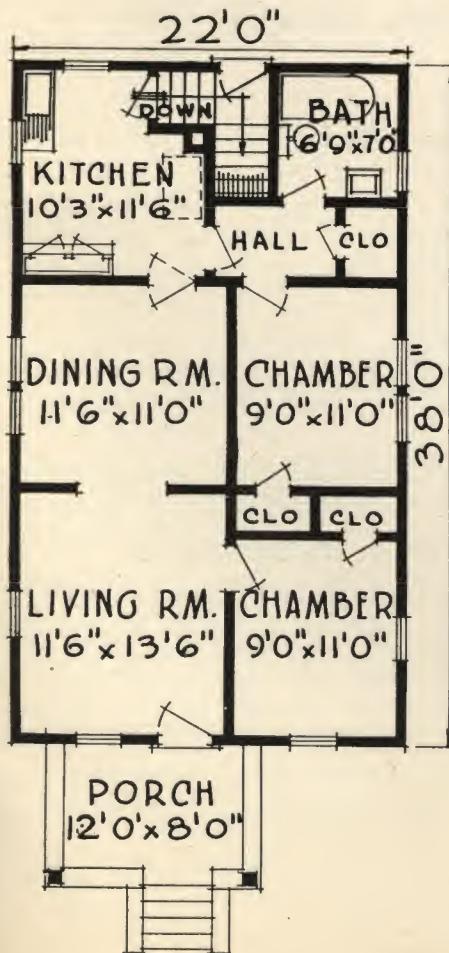 22'0"
DOWN
BATH
6'9"x7'0"
KITCHEN
10'3"x11'6"
HALL
CLO
DINING RM.
11'6"x11'0"
CHAMBER
9'0"x11'0"
38'0"
CLO
CLO
LIVING RM.
11'6"x13'6"
CHAMBER
9'0"x11'0"
PORCH
12'0"x8'0"